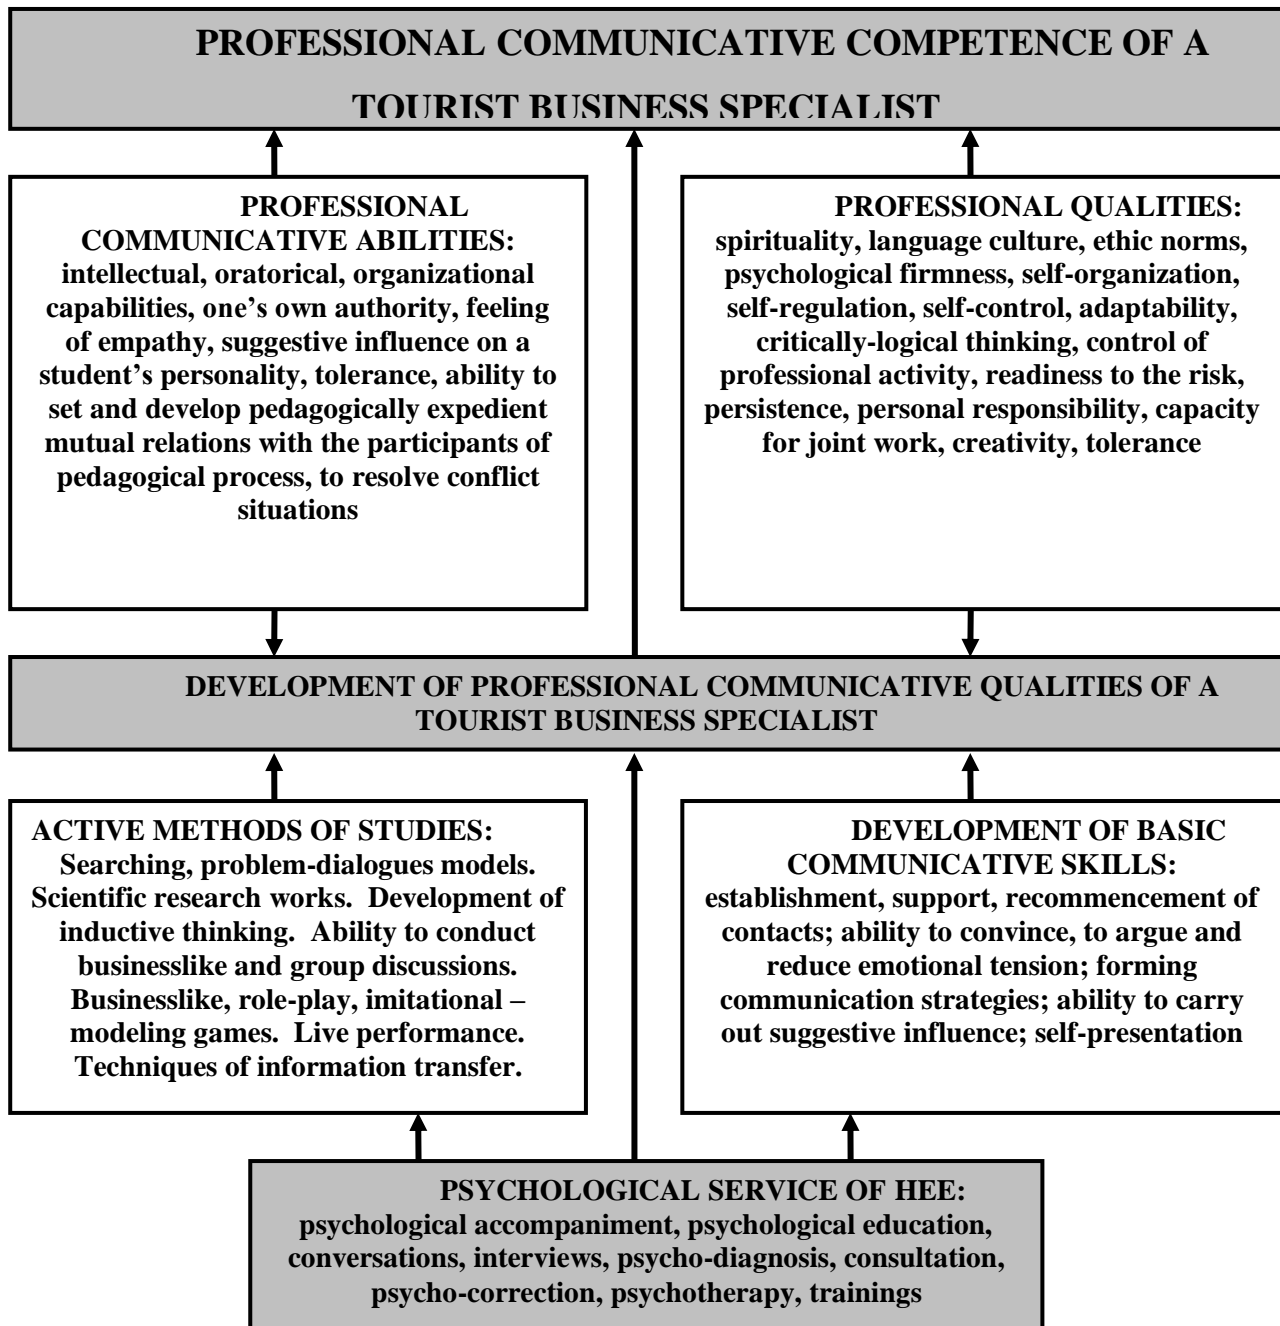 PROFESSIONAL COMMUNICATIVE COMPETENCE OF A
TOURIST BUSINESS SPECIALIST
PROFESSIONAL
COMMUNICATIVE ABILITIES:
intellectual, oratorical, organizational
capabilities, one’s own authority, feeling
of empathy, suggestive influence on a
student’s personality, tolerance, ability to
set and develop pedagogically expedient
mutual relations with the participants of
pedagogical process, to resolve conflict
situations
PROFESSIONAL QUALITIES:
spirituality, language culture, ethic norms,
psychological firmness, self-organization,
self-regulation, self-control, adaptability,
critically-logical thinking, control of
professional activity, readiness to the risk,
persistence, personal responsibility, capacity
for joint work, creativity, tolerance
DEVELOPMENT OF PROFESSIONAL COMMUNICATIVE QUALITIES OF A
TOURIST BUSINESS SPECIALIST
ACTIVE METHODS OF STUDIES:
Searching, problem-dialogues models.
Scientific research works. Development of
inductive thinking. Ability to conduct
businesslike and group discussions.
Businesslike, role-play, imitational –
modeling games. Live performance.
Techniques of information transfer.
DEVELOPMENT OF BASIC
COMMUNICATIVE SKILLS:
establishment, support, recommencement of
contacts; ability to convince, to argue and
reduce emotional tension; forming
communication strategies; ability to carry
out suggestive influence; self-presentation
PSYCHOLOGICAL SERVICE OF HEE:
psychological accompaniment, psychological education,
conversations, interviews, psycho-diagnosis, consultation,
psycho-correction, psychotherapy, trainings